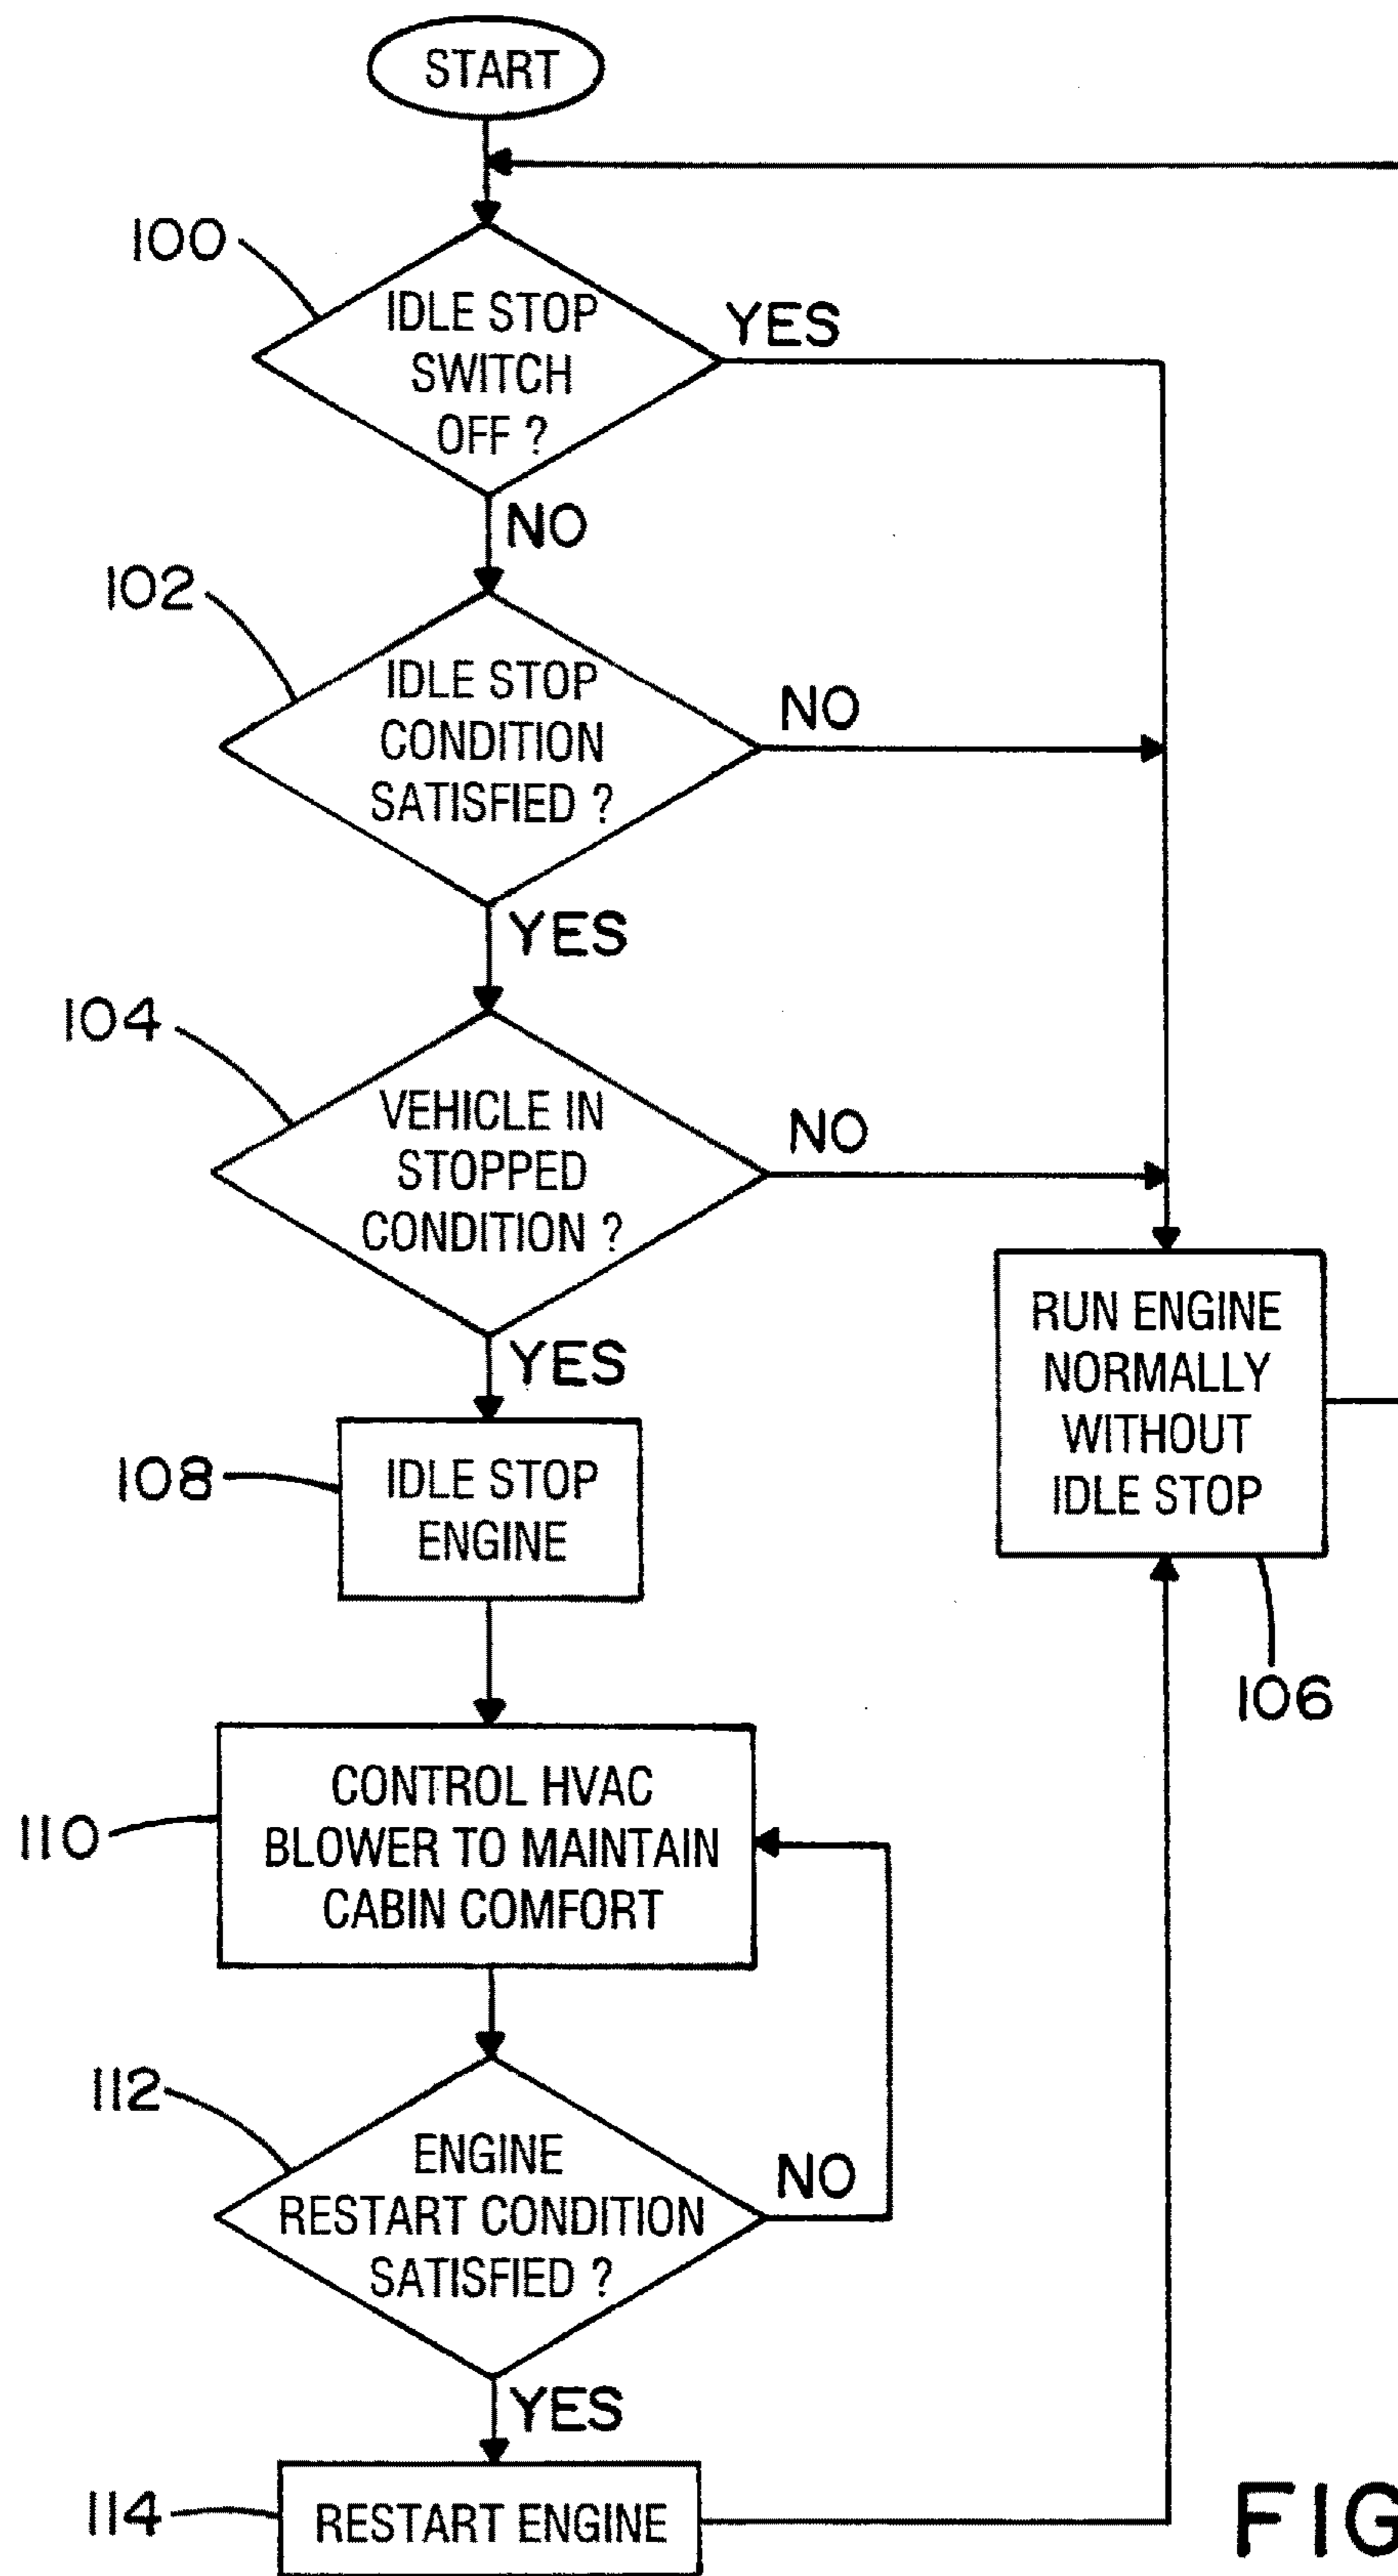 START
100
IDLE STOP
SWITCH
OFF ?
YES
NO
102
IDLE STOP
CONDITION
SATISFIED ?
NO
YES
104
VEHICLE IN
STOPPED
CONDITION ?
NO
YES
RUN ENGINE
NORMALLY
WITHOUT
IDLE STOP
106
108
IDLE STOP
ENGINE
110
CONTROL HVAC
BLOWER TO MAINTAIN
CABIN COMFORT
112
ENGINE
RESTART CONDITION
SATISFIED ?
NO
YES
114
RESTART ENGINE
FIG